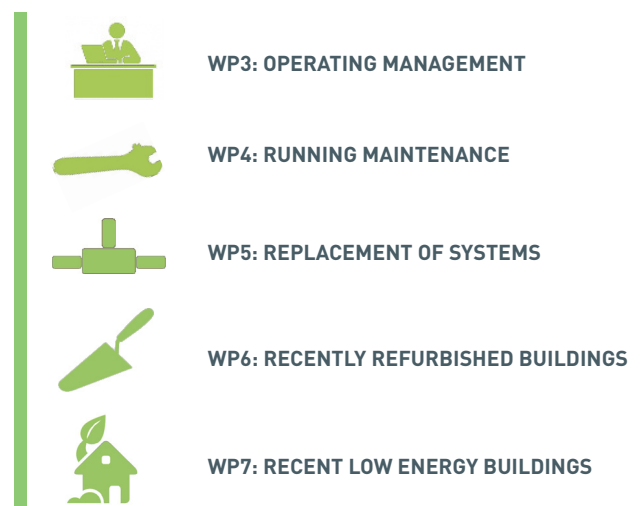 WP3: OPERATING MANAGEMENT
WP4: RUNNING MAINTENANCE
WP5: REPLACEMENT OF SYSTEMS
WP6: RECENTLY REFURBISHED BUILDINGS
WP7: RECENT LOW ENERGY BUILDINGS